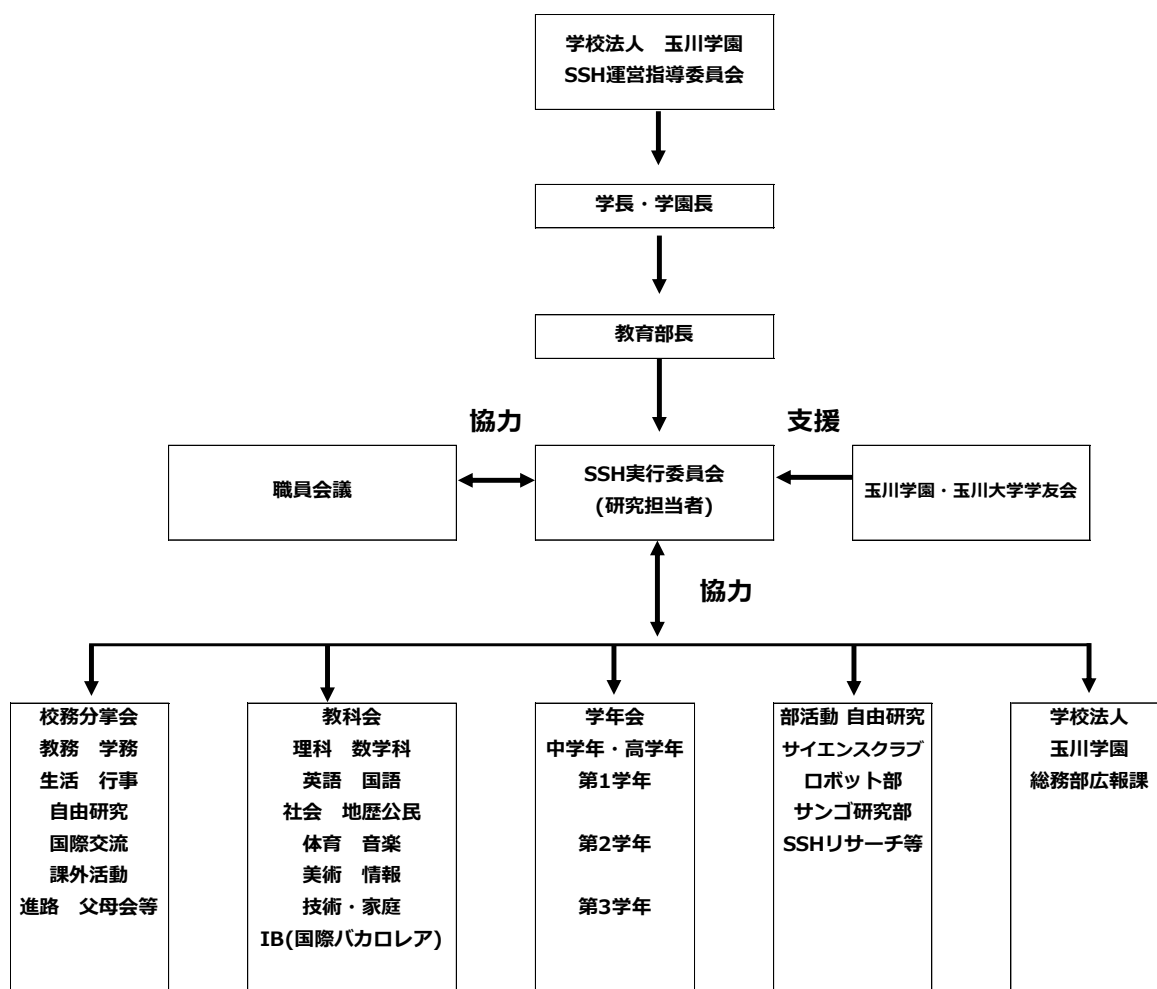 学校法人　玉川学園
SSH運営指導委員会
学長・学園長
教育部長
協力
支援
職員会議
SSH実行委員会
(研究担当者)
玉川学園・玉川大学学友会
協力
校務分掌会
教務　学務
生活　行事
自由研究
国際交流
課外活動
進路　父母会等
教科会
理科　数学科
英語　国語
社会　地歴公民
体育　音楽
美術　情報
技術・家庭
IB(国際バカロレア)
学年会
中学年・高学年
第1学年
第2学年
第3学年
部活動 自由研究
サイエンスクラブ
ロボット部
サンゴ研究部
SSHリサーチ等
学校法人
玉川学園
総務部広報課